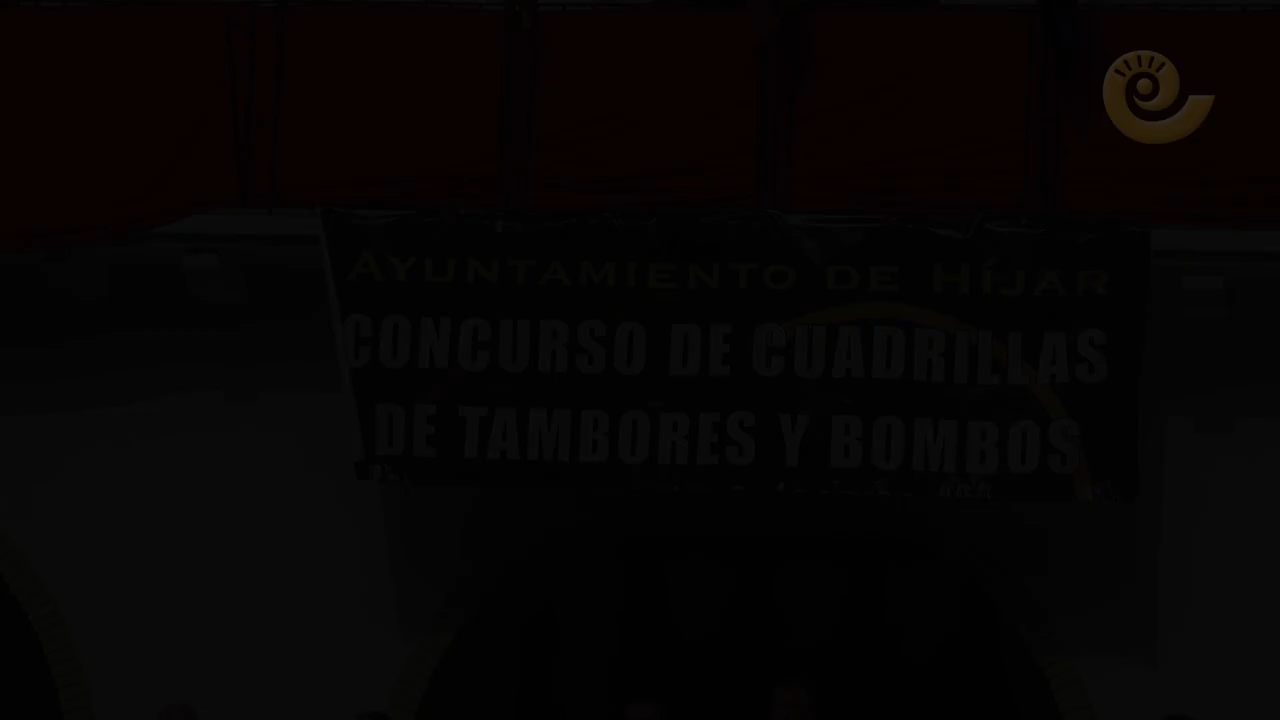 AYUNTAMIENTO DE HÍJAR
CONCURSO DE CUADRILLAS
DE TAMBORES Y BOMBOS